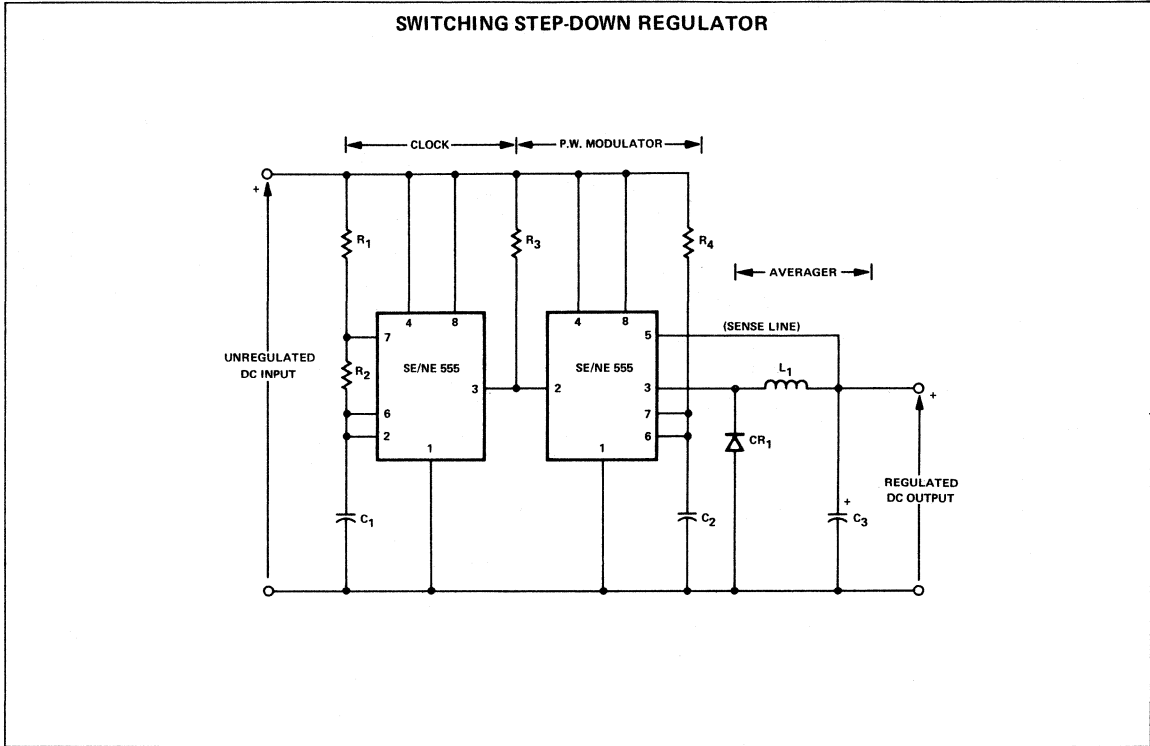 SWITCHING STEP-DOWN REGULATOR
CLOCK
P.W. MODULATOR
+
R1
R3
R4
AVERAGER
4
8
4
8
(SENSE LINE)
7
5
UNREGULATED
DC INPUT
R2
SE/NE 555
SE/NE 555
L1
3
2
3
+
6
7
2
6
CR1
1
1
REGULATED
DC OUTPUT
+
C1
C2
C3